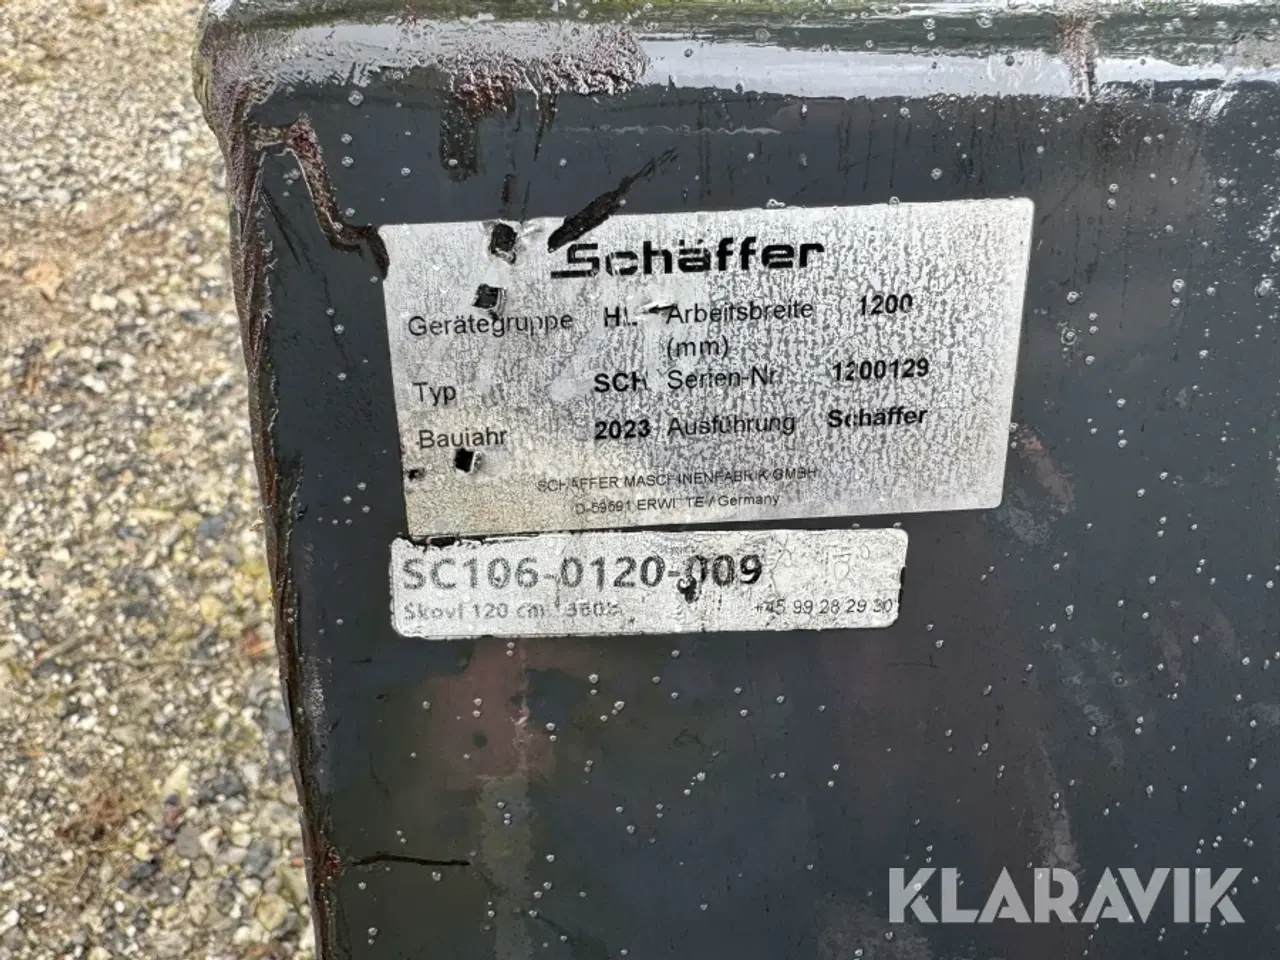 Schäffer
Gerätegruppe HL Arbeitsbreite 1200
(mm)
Typ SCH Serien-Nr. 1200129
Baujahr 2023 Ausführung Schäffer
SCHÄFFER MASCHINENFABRIK GMBH
D-59591 ERWITTE / Germany
SC106-0120-009
Skovl 120 cm
+45 99 28 29 30
KLARAVIK